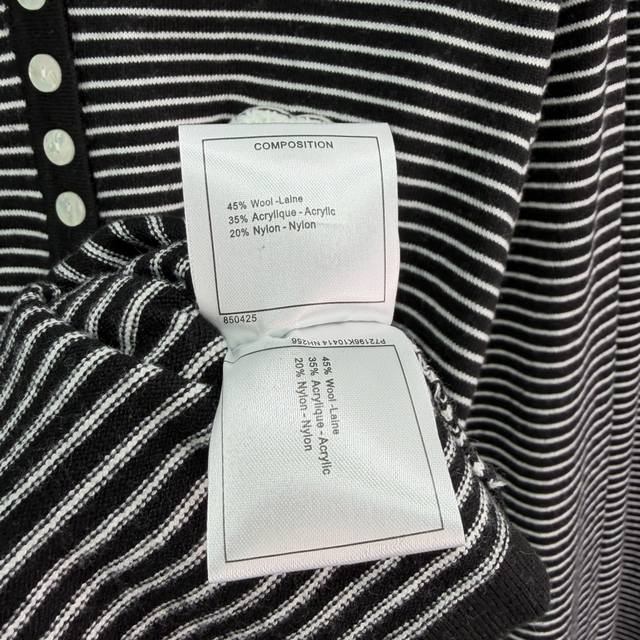 COMPOSITION
45% Wool -Laine
35% Acrylique - Acrylic
20% Nylon - Nylon
850425
P72196K10414 NH256
45% Wool -Laine
35% Acrylique - Acrylic
20% Nylon - Nylon